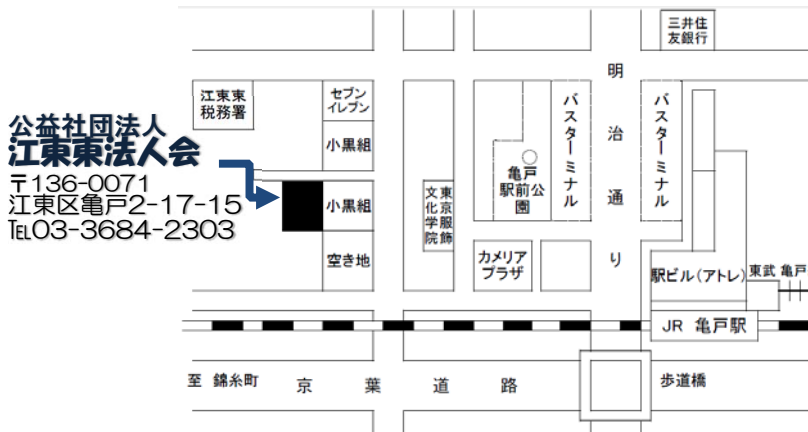 三井住
友銀行
明治通り
江東東
税務署
セブン
イレブン
バスターミナル
バスターミナル
公益社団法人
江東東法人会
〒136-0071
江東区亀戸2-17-15
℡03-3684-2303
小黒組
小黒組
空き地
東京服飾
文化学院
亀戸
駅前公
園
カメリア
プラザ
駅ビル(アトレ)
東武 亀戸
JR 亀戸駅
至 錦糸町
京葉道路
歩道橋